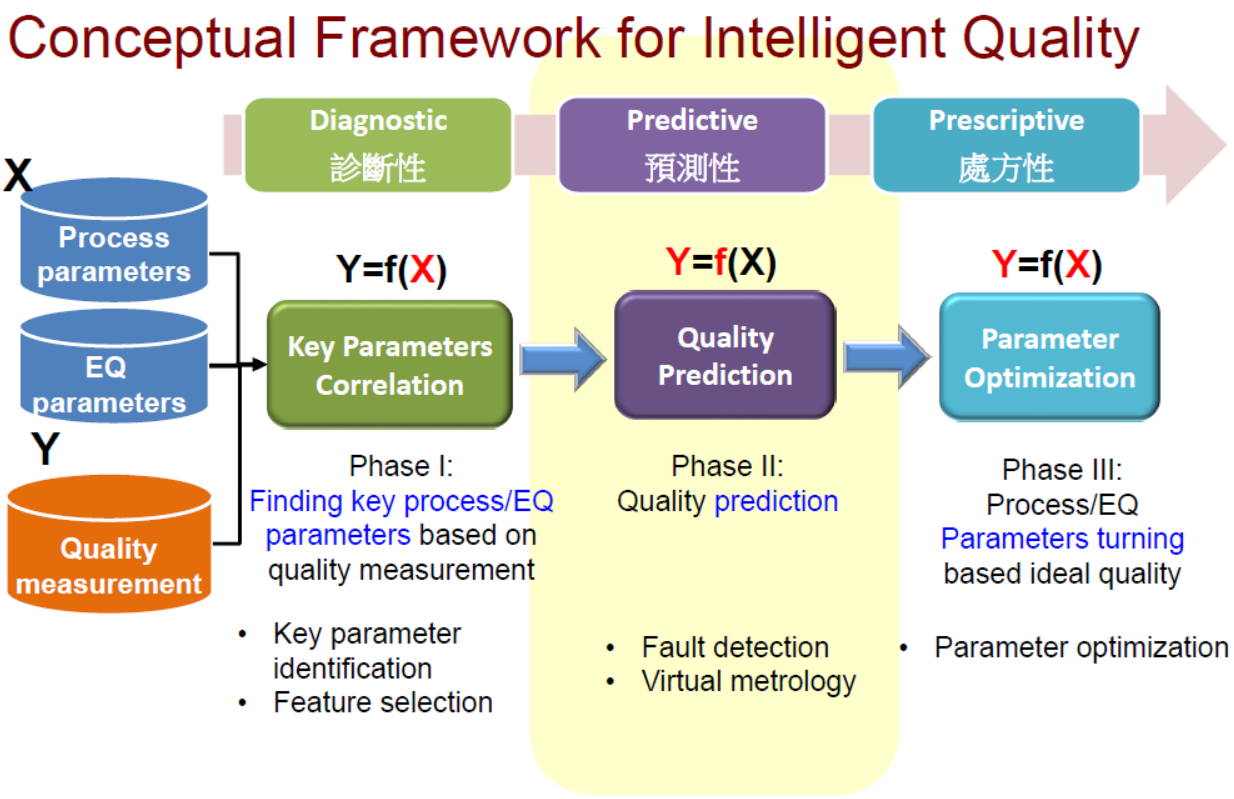 Conceptual Framework for Intelligent Quality
Diagnostic
診斷性
Predictive
預測性
Prescriptive
處方性
X
Process
parameters
EQ
parameters
Y
Quality
measurement
Y=f(X)
Key Parameters
Correlation
Phase I:
Finding key process/EQ
parameters based on
quality measurement
• Key parameter
identification
• Feature selection
Y=f(X)
Quality
Prediction
Phase II:
Quality prediction
• Fault detection
• Virtual metrology
Y=f(X)
Parameter
Optimization
Phase III:
Process/EQ
Parameters turning
based ideal quality
• Parameter optimization